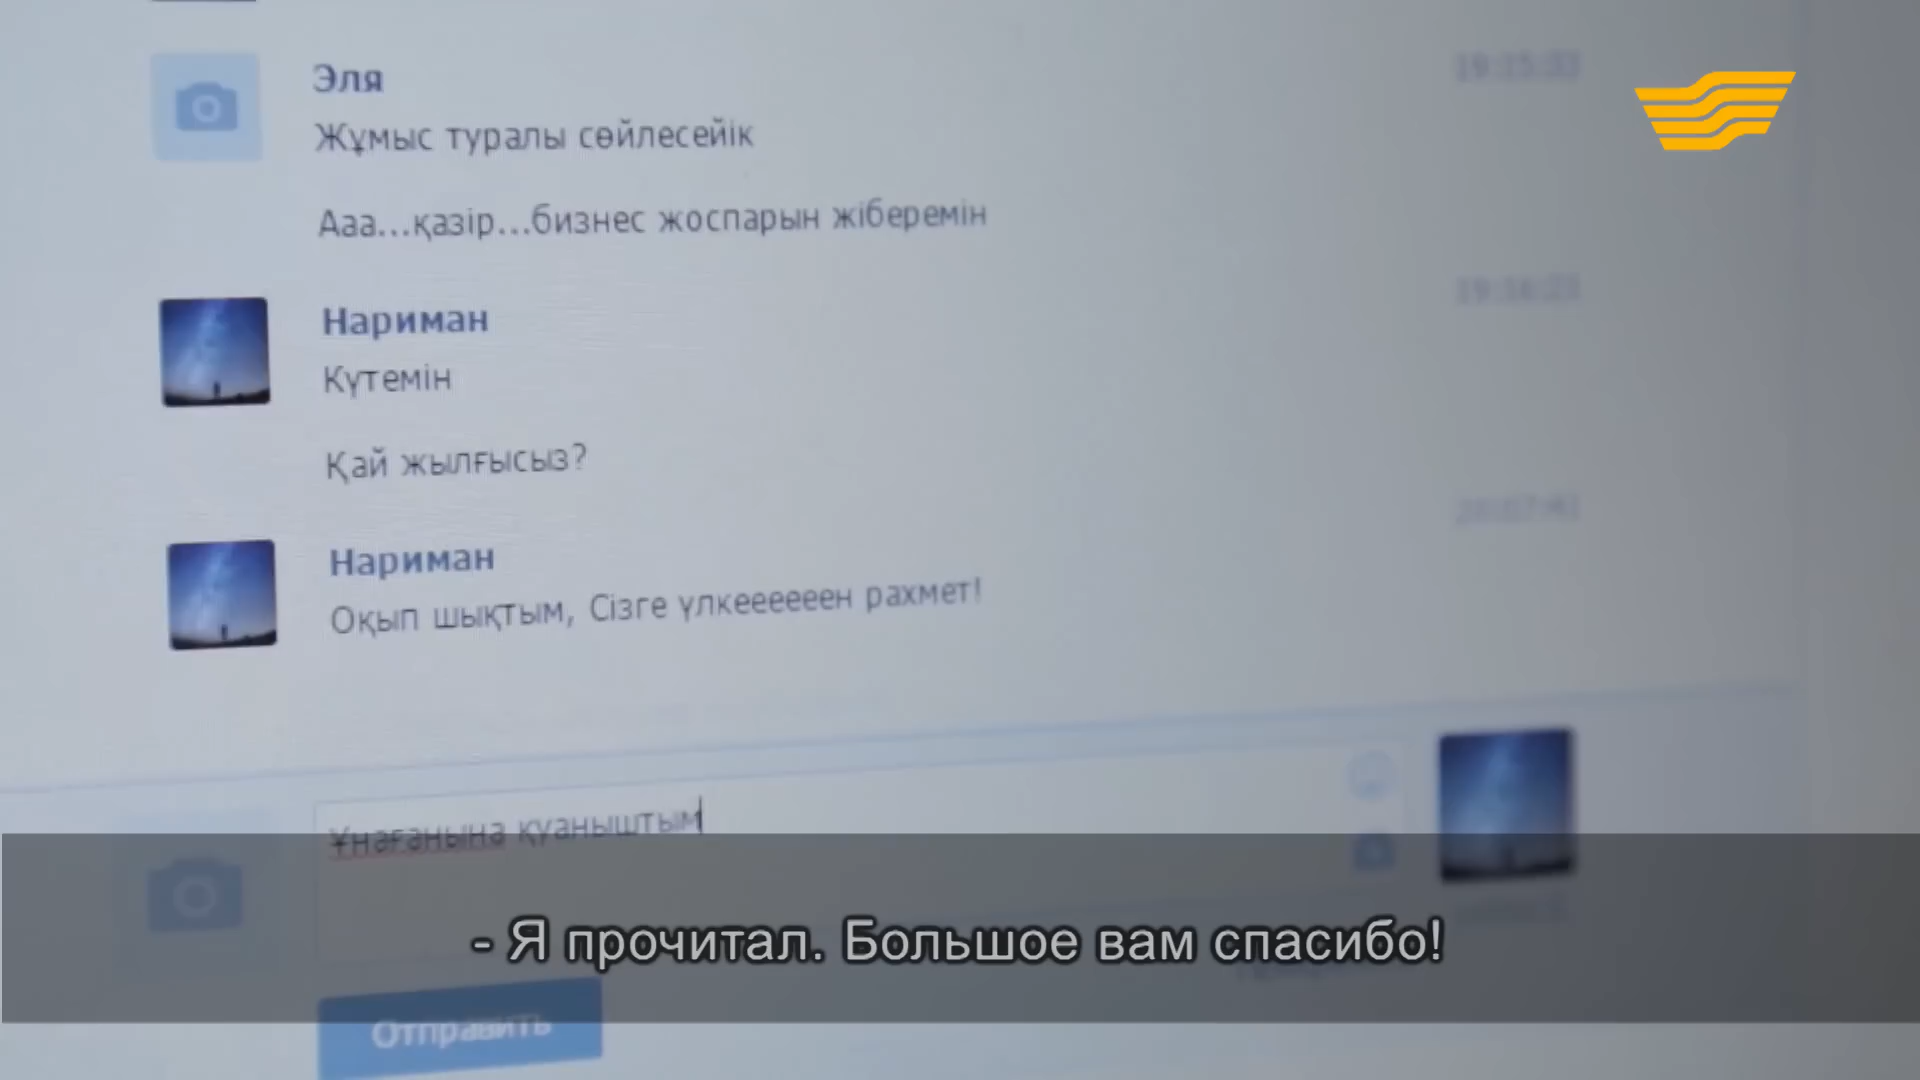 Эля
Жұмыс туралы сөйлесейік
Ааа...қазір...бизнес жоспарын жіберемін
Нариман
Күтемін
Қай жылғысыз?
Нариман
Оқып шықтым, Сізге үлкеееееен рахмет!
Ұнағанына қуаныштым
- Я прочитал. Большое вам спасибо!
Отправить